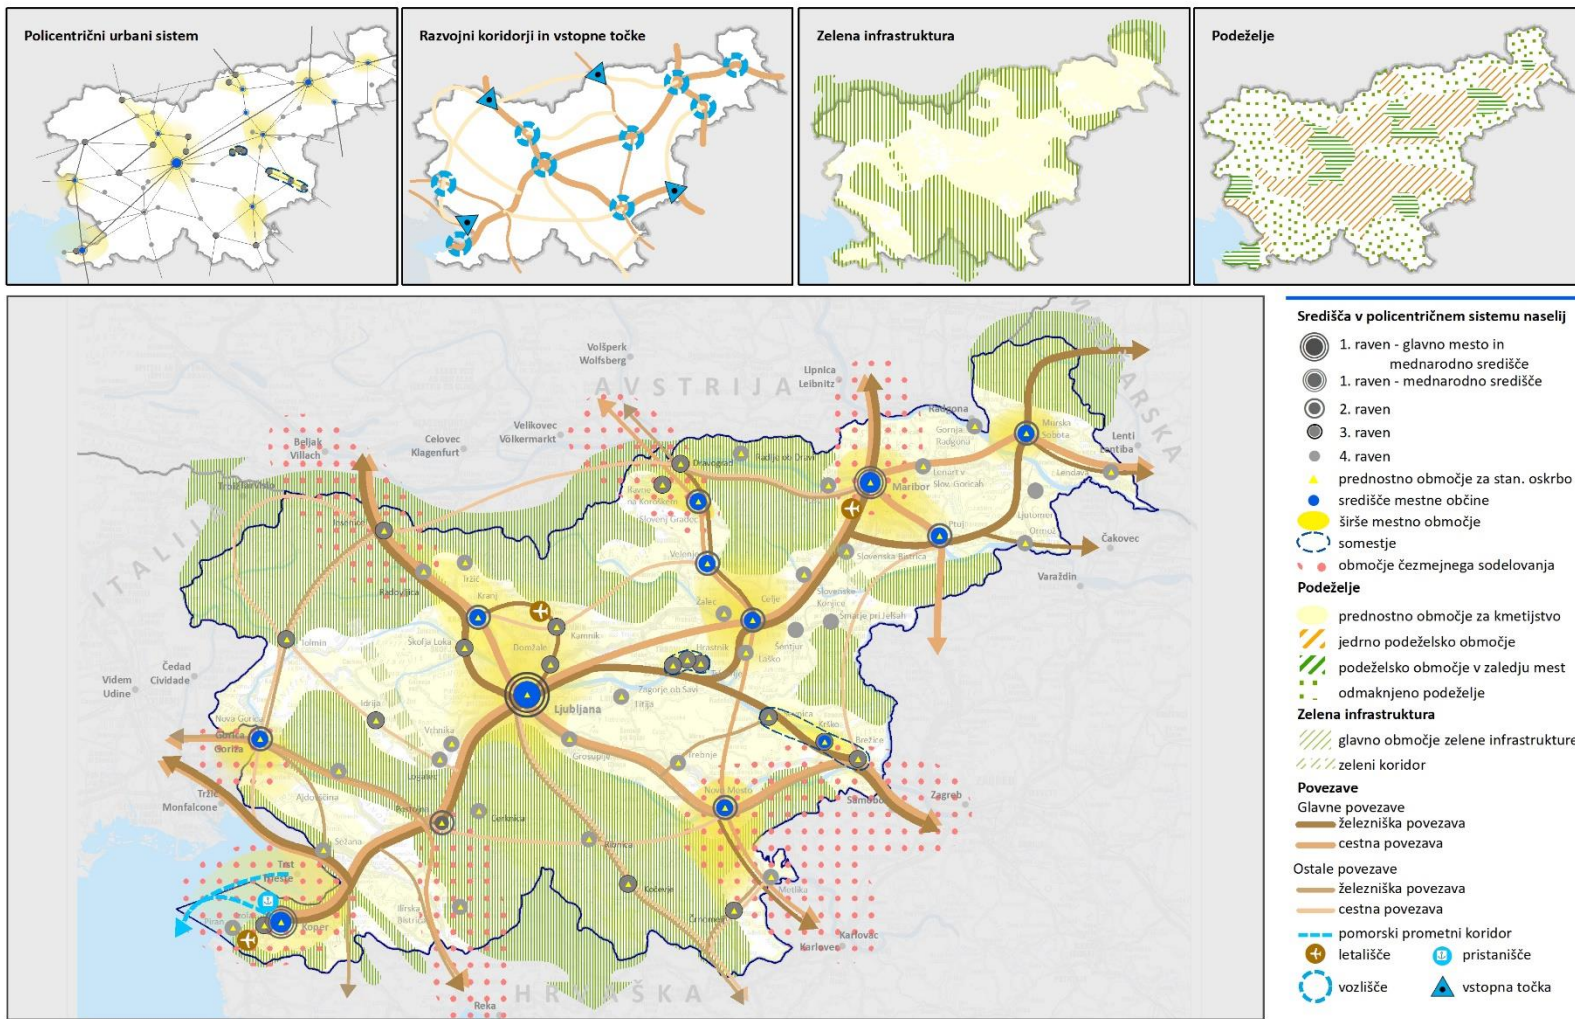 Policentrični urbani sistem
Razvojni koridorji in vstopne točke
Zelena infrastruktura
Podeželje
Volšperk
Wolfsberg
AVSTRIJA
Lipnica
Leibnitz
Radgona
Gornja
Radgona
Murska
Sobota
Lenti
Lendava
Beljak
Villach
Celovec
Klagenfurt
Velikovec
Völkermarkt
Dravograd
Radlje ob Dravi
Ravne
na Koroškem
Slovenj Gradec
Maribor
Lenart v
Slov. Goricah
Ptuj
Ljutomer
Ormož
Čakovec
Varaždin
ITALIJA
Jesenice
Radovljica
Tržič
Kranj
Škofja Loka
Kamnik
Domžale
Velenje
Žalec
Celje
Slovenska Bistrica
Slovenske
Konjice
Šmarje pri Jelšah
Šentjur
Laško
Hrastnik
Zagorje ob Savi
Litija
Ljubljana
Tolmin
Čedad
Cividade
Videm
Udine
Idrija
Vrhnika
Logatec
Nova Gorica
Gorica
Goriza
Ajdovščina
Postojna
Cerknica
Grosuplje
Trebnje
Krško
Brežice
Novo Mesto
Samobor
Zagreb
Tržič
Monfalcone
Sežana
Trst
Trieste
Koper
Piran
Ilirska
Bistrica
Ribnica
Kočevje
Črnomelj
Metlika
Karlovec
Karlovac
HRVAŠKA
Reka
Središča v policentričnem sistemu naselij
1. raven - glavno mesto in
mednarodno središče
1. raven - mednarodno središče
2. raven
3. raven
4. raven
prednostno območje za stan. oskrbo
središče mestne občine
širše mestno območje
somestje
območje čezmejnega sodelovanja
Podeželje
prednostno območje za kmetijstvo
jedrno podeželsko območje
podeželsko območje v zaledju mest
odmaknjeno podeželje
Zelena infrastruktura
glavno območje zelene infrastrukture
zeleni koridor
Povezave
Glavne povezave
železniška povezava
cestna povezava
Ostale povezave
železniška povezava
cestna povezava
pomorski prometni koridor
letališče
pristanišče
vozlišče
vstopna točka